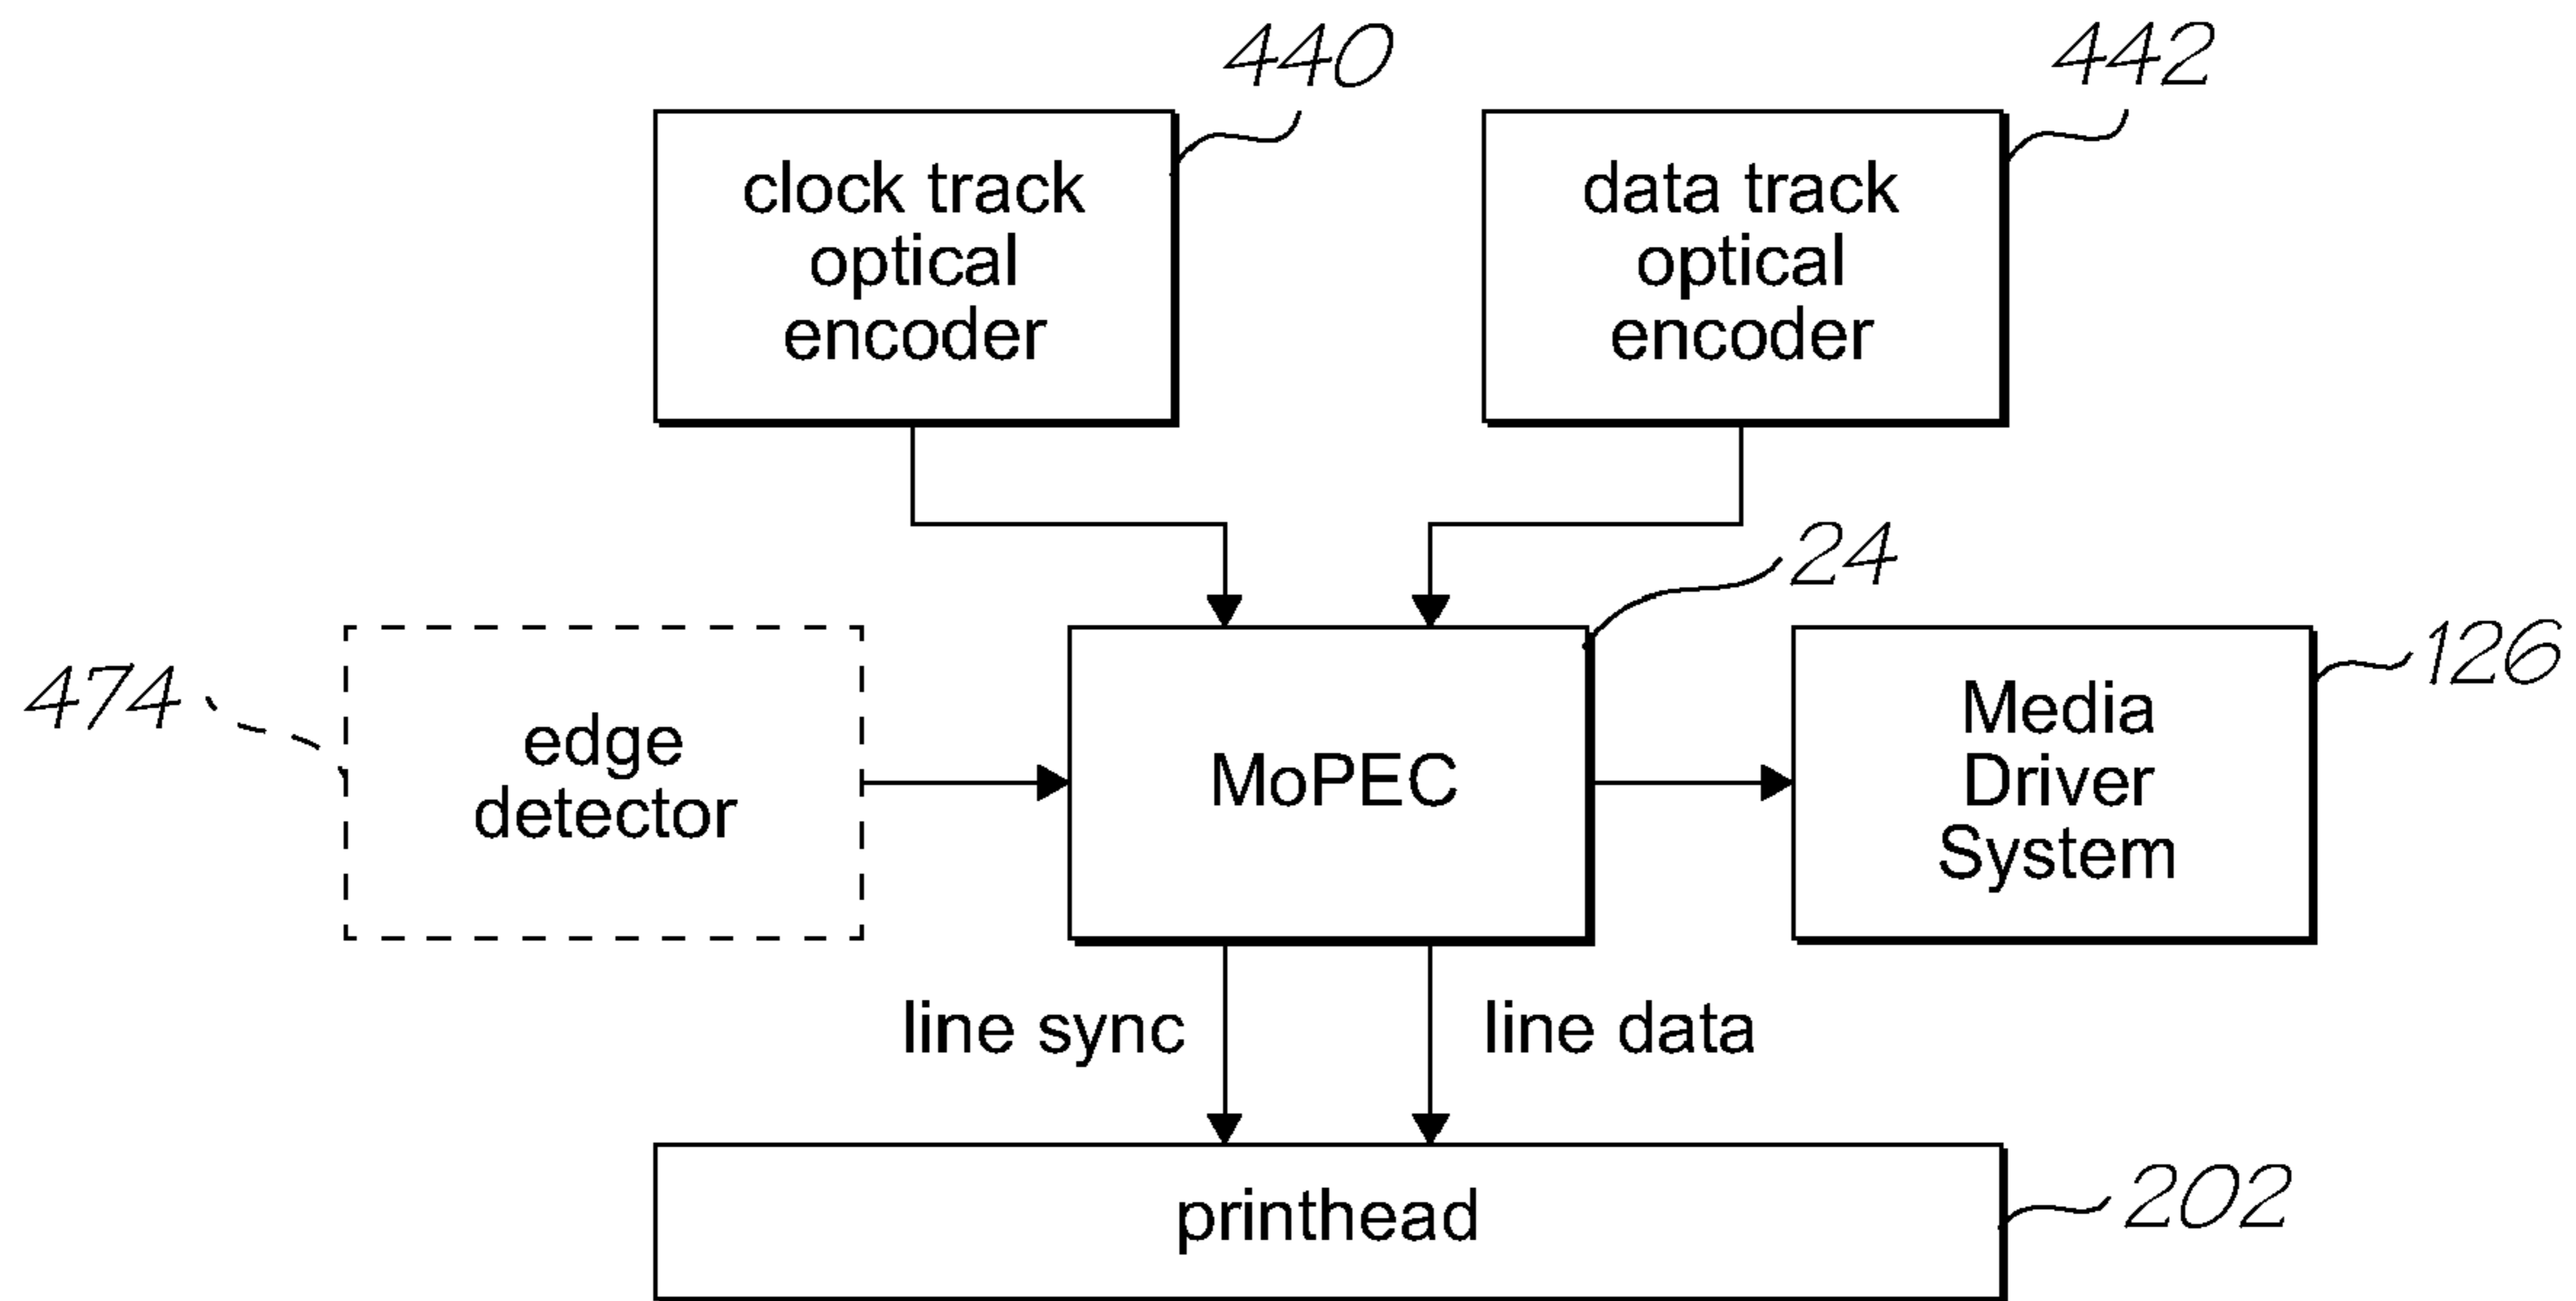 440
442
clock track
optical
encoder
data track
optical
encoder
24
126
474
edge
detector
MoPEC
Media
Driver
System
line sync
line data
printhead
202